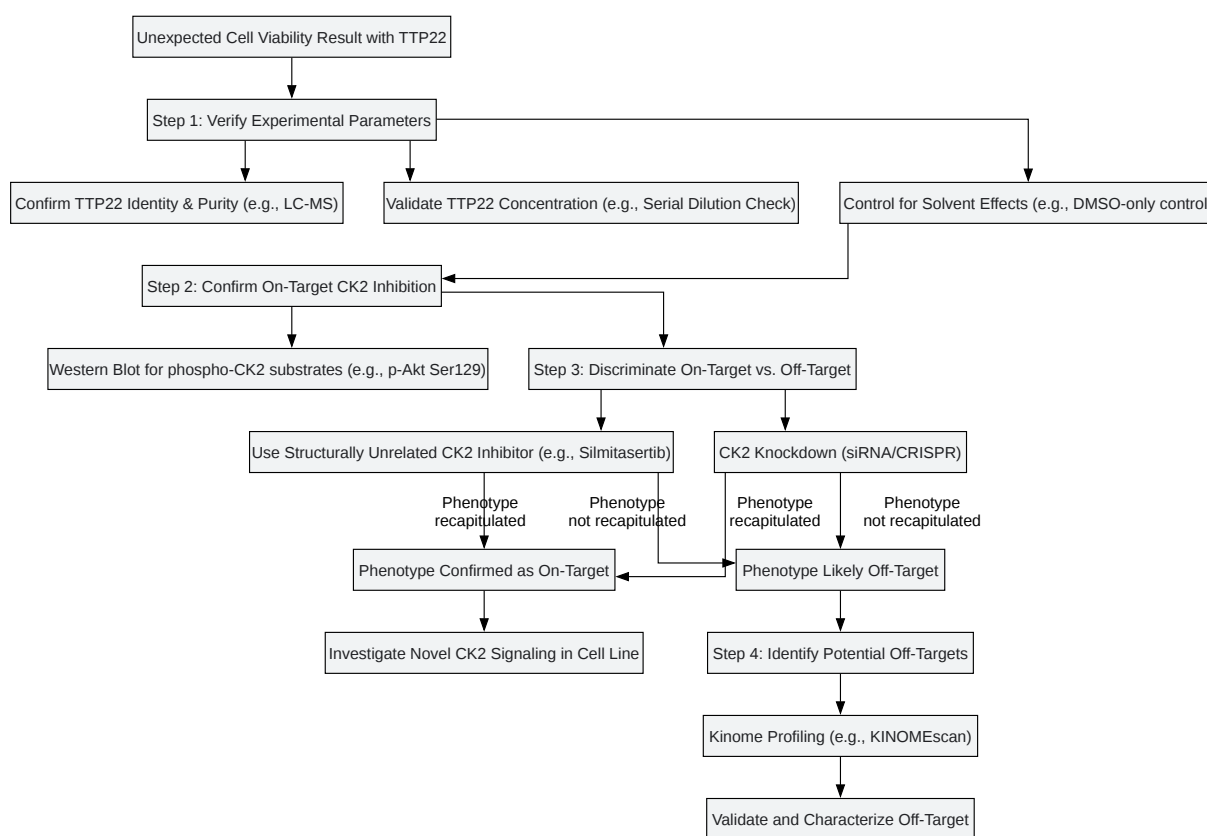 Unexpected Cell Viability Result with TTP22
Step 1: Verify Experimental Parameters
Confirm TTP22 Identity & Purity (e.g., LC-MS)
Validate TTP22 Concentration (e.g., Serial Dilution Check)
Control for Solvent Effects (e.g., DMSO-only control
Step 2: Confirm On-Target CK2 Inhibition
Western Blot for phospho-CK2 substrates (e.g., p-Akt Ser129)
Step 3: Discriminate On-Target vs. Off-Target
Use Structurally Unrelated CK2 Inhibitor (e.g., Silmitasertib)
CK2 Knockdown (siRNA/CRISPR)
Phenotype
recapitulated
Phenotype
not recapitulated
Phenotype
recapitulated
Phenotype
not recapitulated
Phenotype Confirmed as On-Target
Phenotype Likely Off-Target
Investigate Novel CK2 Signaling in Cell Line
Step 4: Identify Potential Off-Targets
Kinome Profiling (e.g., KINOMEscan)
Validate and Characterize Off-Target